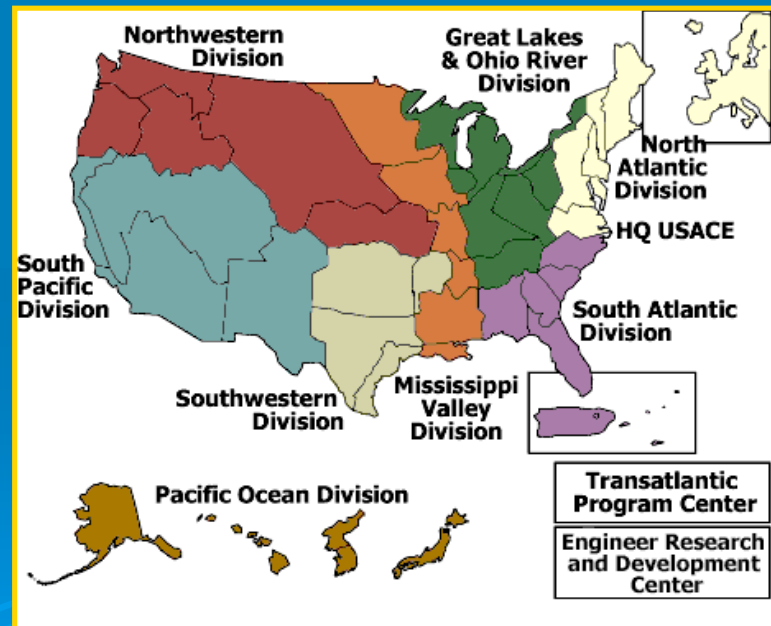 Northwestern
Division
Great Lakes
& Ohio River
Division
North
Atlantic
Division
HQ USACE
South
Pacific
Division
South Atlantic
Division
Southwestern
Division
Mississippi
Valley
Division
Pacific Ocean Division
Transatlantic
Program Center
Engineer Research
and Development
Center